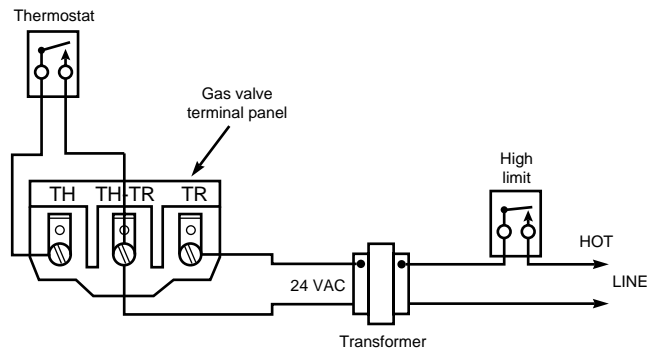 Thermostat
Gas valve
terminal panel
TH TH-TR TR
High
limit
HOT
24 VAC
LINE
Transformer